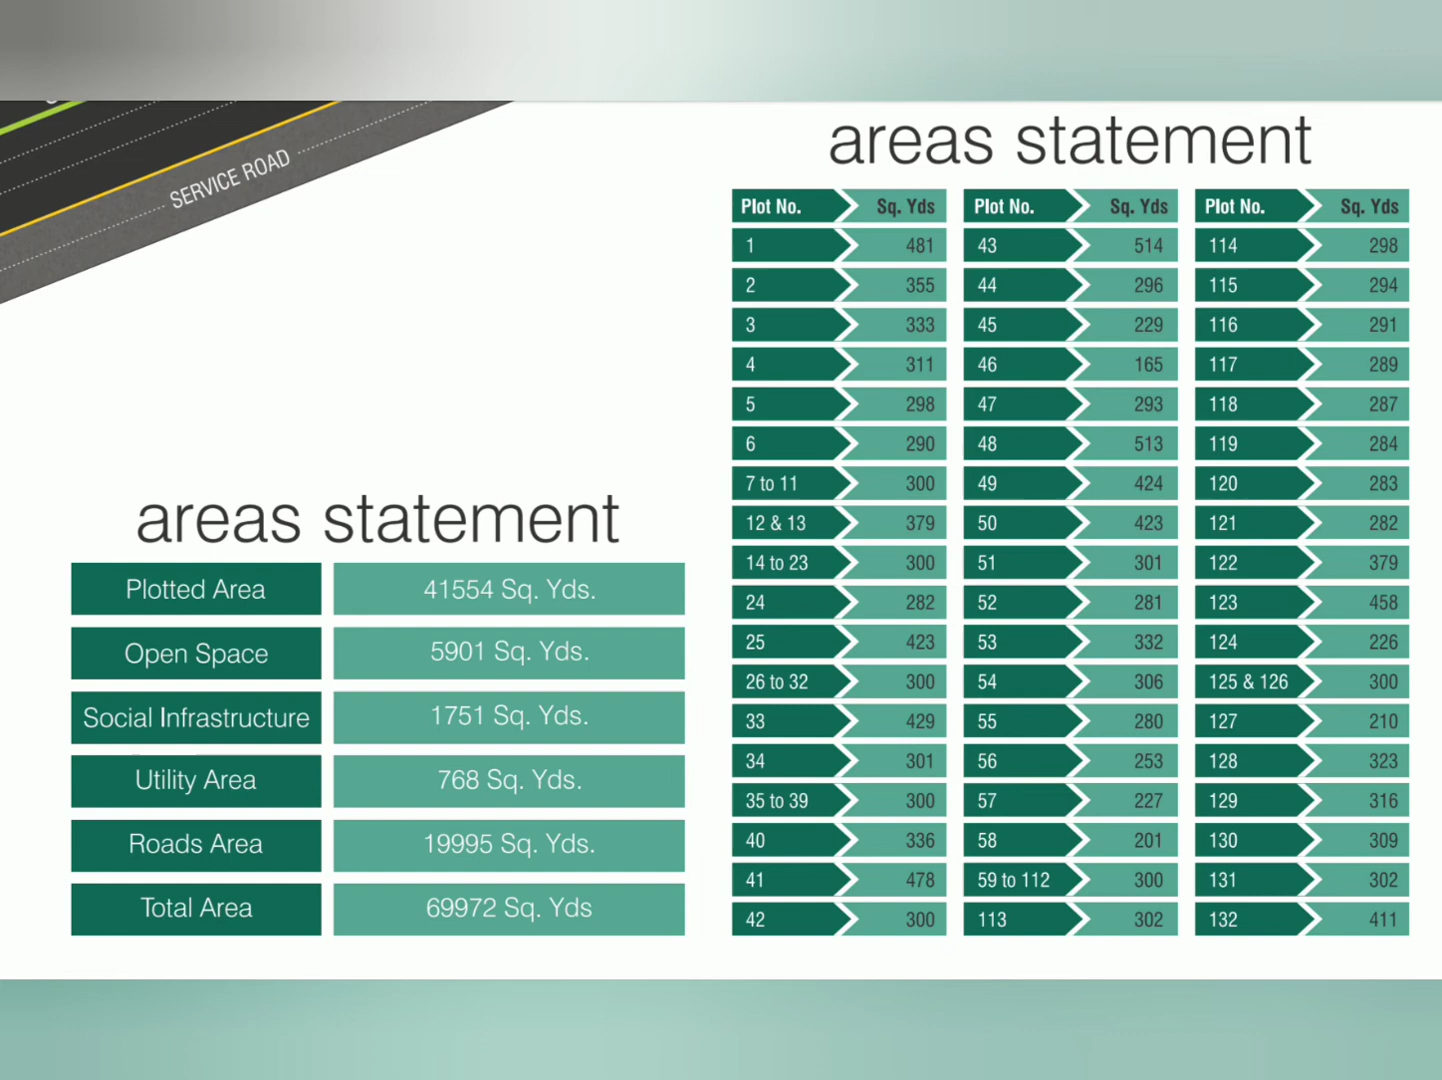 SERVICE ROAD
areas statement
Plotted Area 41554 Sq. Yds.
Open Space 5901 Sq. Yds.
Social Infrastructure 1751 Sq. Yds.
Utility Area 768 Sq. Yds.
Roads Area 19995 Sq. Yds.
Total Area 69972 Sq. Yds
areas statement
Plot No. Sq. Yds
1 481
2 355
3 333
4 311
5 298
6 290
7 to 11 300
12 & 13 379
14 to 23 300
24 282
25 423
26 to 32 300
33 429
34 301
35 to 39 300
40 336
41 478
42 300
Plot No. Sq. Yds
43 514
44 296
45 229
46 165
47 293
48 513
49 424
50 423
51 301
52 281
53 332
54 306
55 280
56 253
57 227
58 201
59 to 112 300
113 302
Plot No. Sq. Yds
114 298
115 294
116 291
117 289
118 287
119 284
120 283
121 282
122 379
123 458
124 226
125 & 126 300
127 210
128 323
129 316
130 309
131 302
132 411